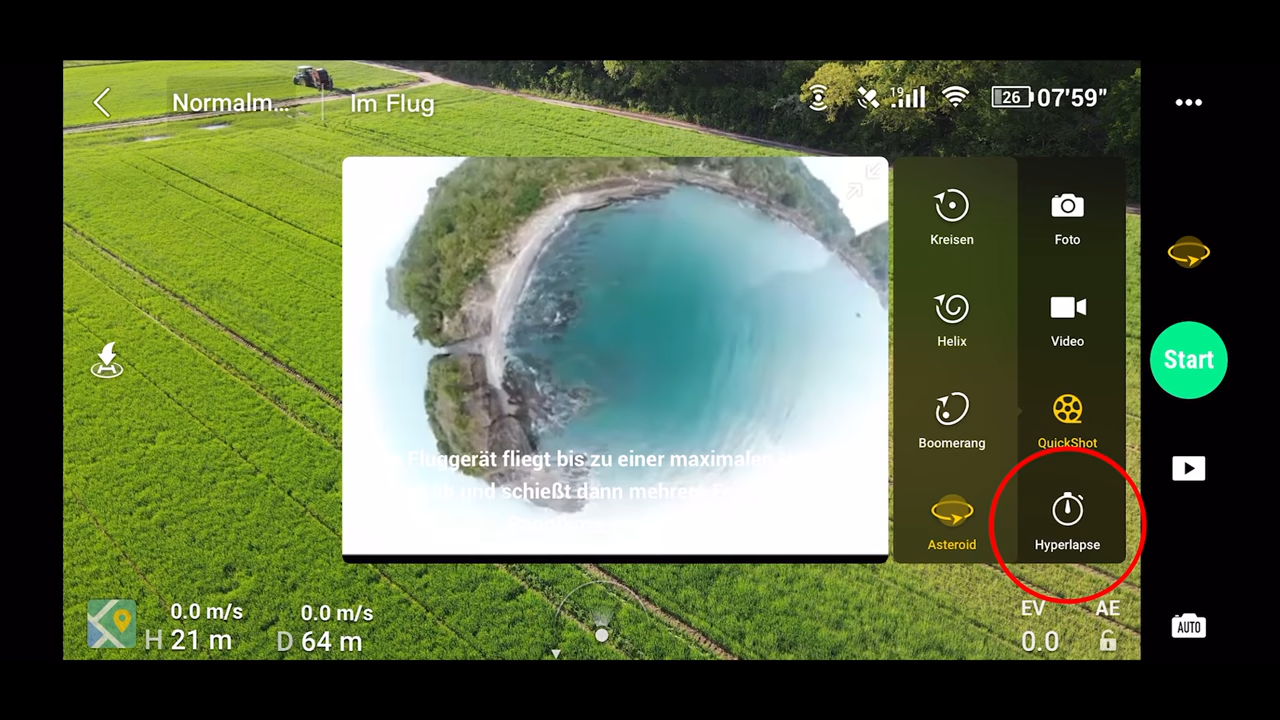 Normalm...
Im Flug
19
26
07'59"
Kreisen
Foto
Helix
Video
Boomerang
QuickShot
Fluggerät fliegt bis zu einer maximalen
und schießt dann mehrere
Asteroid
Hyperlapse
Start
0.0 m/s
0.0 m/s
H 21 m
D 64 m
EV
AE
0.0
AUTO